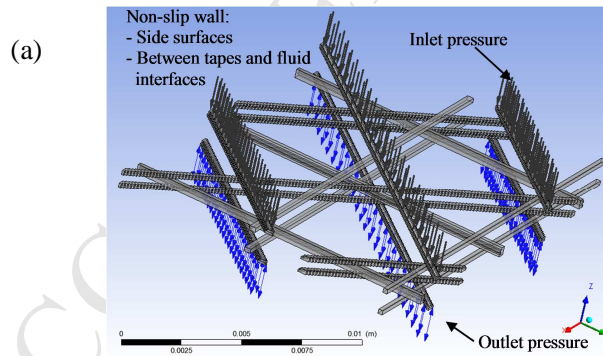 (a)
Non-slip wall:
- Side surfaces
- Between tapes and fluid
interfaces
Inlet pressure
Outlet pressure
0
0.005
0.01 (m)
0.0025
0.0075
Z
X